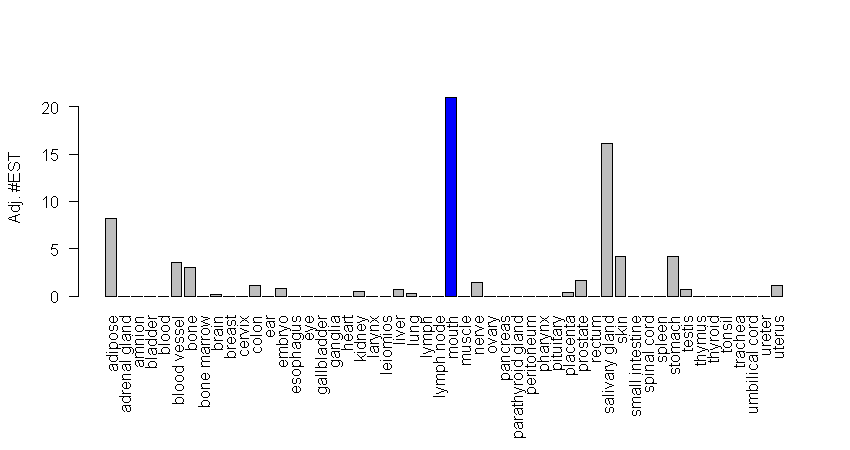 Adj. #EST
20
15
10
5
0
adipose
adrenal gland
amnion
bladder
blood
blood vessel
bone
bone marrow
brain
breast
cervix
colon
ear
embryo
esophagus
eye
gallbladder
ganglia
heart
kidney
larynx
leiomios
liver
lung
lymph
lymph node
mouth
muscle
nerve
ovary
pancreas
parathyroid gland
peritoneum
pharynx
pituitary
placenta
prostate
rectum
salivary gland
skin
small intestine
spinal cord
spleen
stomach
testis
thymus
thyroid
tonsil
trachea
umbilical cord
ureter
uterus